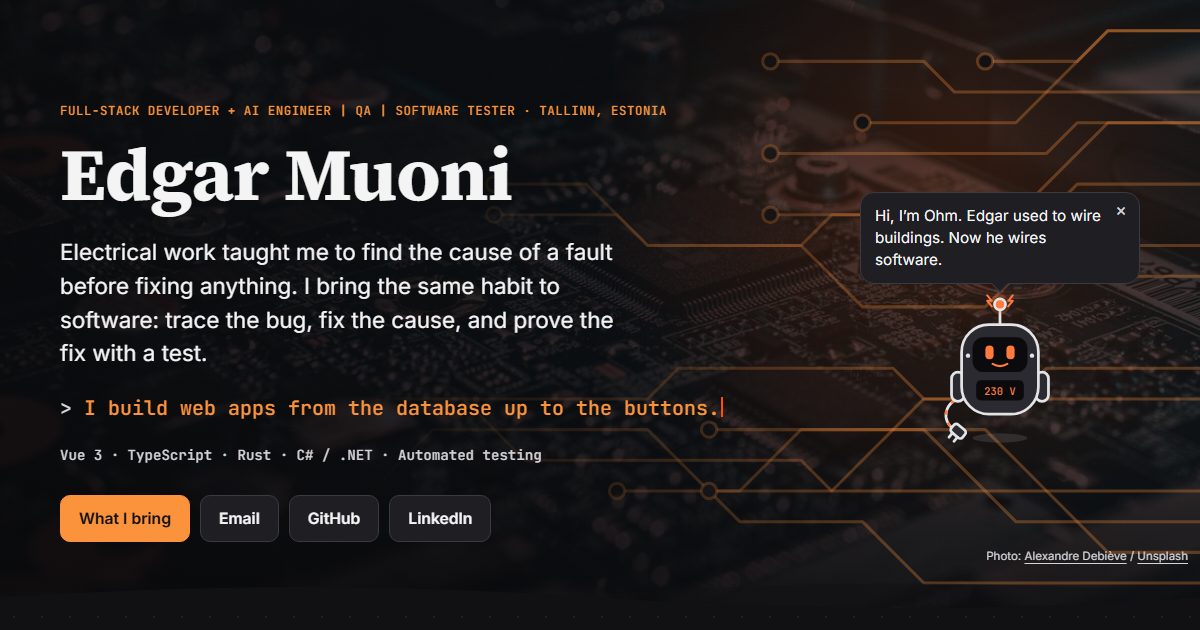 FULL-STACK DEVELOPER + AI ENGINEER | QA | SOFTWARE TESTER · TALLINN, ESTONIA
Edgar Muoni
Electrical work taught me to find the cause of a fault
before fixing anything. I bring the same habit to
software: trace the bug, fix the cause, and prove the
fix with a test.
> I build web apps from the database up to the buttons.
Vue 3 · TypeScript · Rust · C# / .NET · Automated testing
What I bring
Email
GitHub
LinkedIn
Hi, I’m Ohm. Edgar used to wire
buildings. Now he wires
software.
×
230 V
Photo: Alexandre Debiève / Unsplash